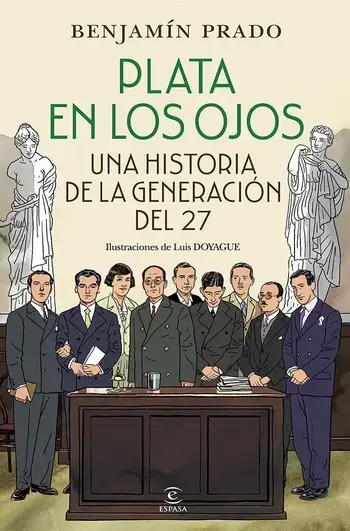 BENJAMÍN PRADO
PLATA
EN LOS OJOS
UNA HISTORIA
DE LA GENERACIÓN
DEL 27
Ilustraciones de Luis DOYAGUE
e
ESPASA